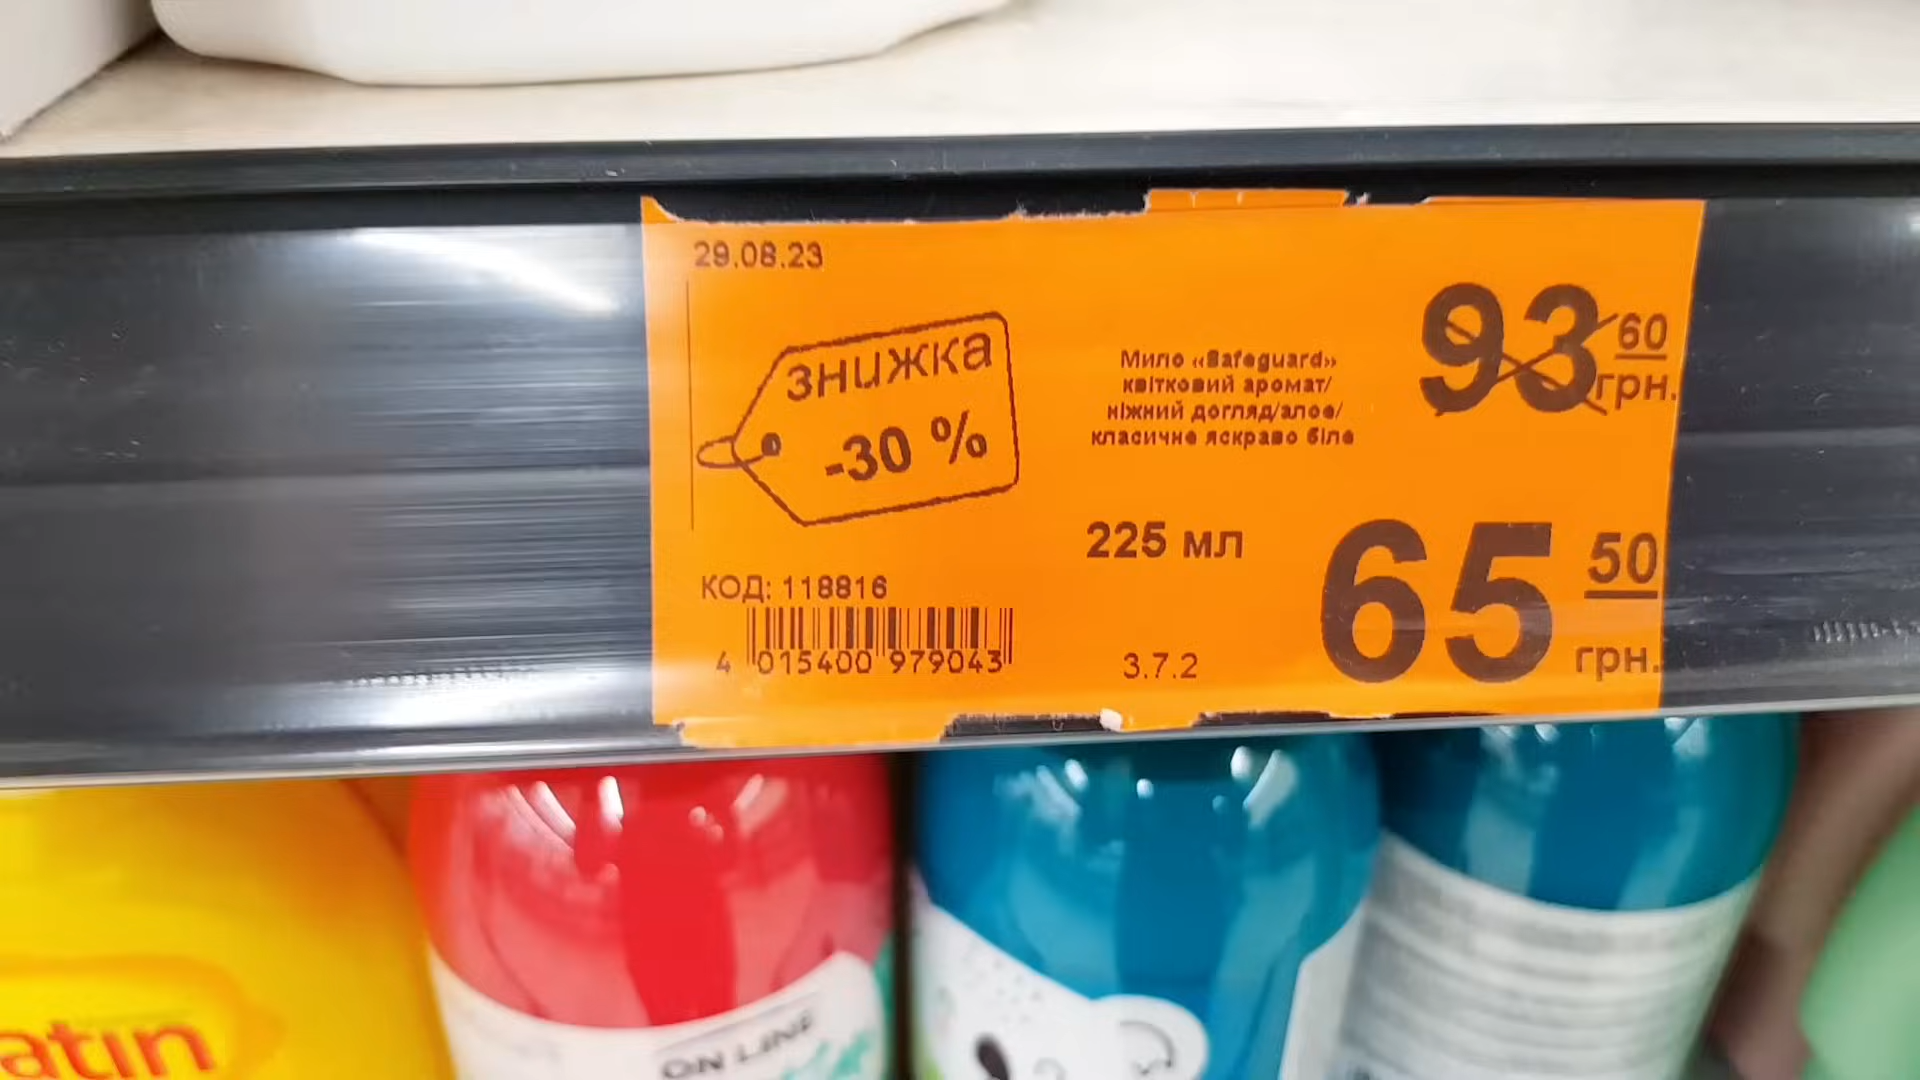 29.08.23
знижка
-30 %
КОД: 118816
4 015400 979043
Мило «Safeguard»
квітковий аромат/
ніжний догляд/алое/
класичне яскраво біле
225 мл
3.7.2
93 60
грн.
65 50
грн.
atin
ON LINE